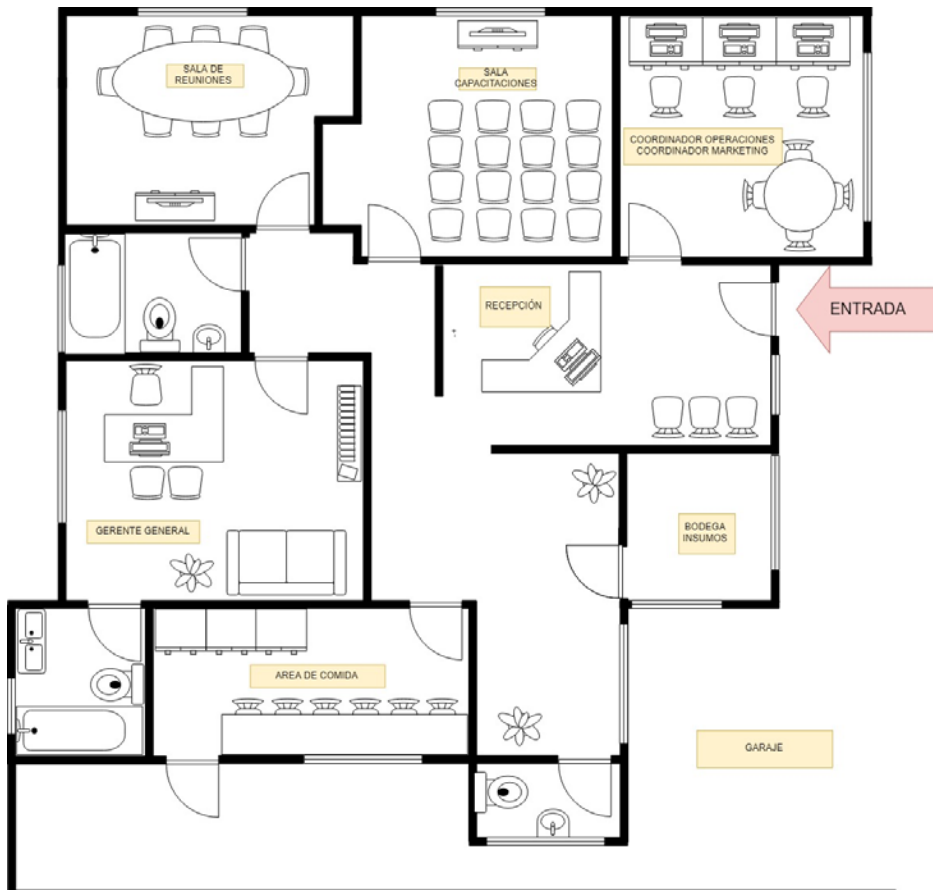 SALA DE
REUNIONES
SALA
CAPACITACIONES
COORDINADOR OPERACIONES
COORDINADOR MARKETING
RECEPCIÓN
ENTRADA
GERENTE GENERAL
BODEGA
INSUMOS
AREA DE COMIDA
GARAJE